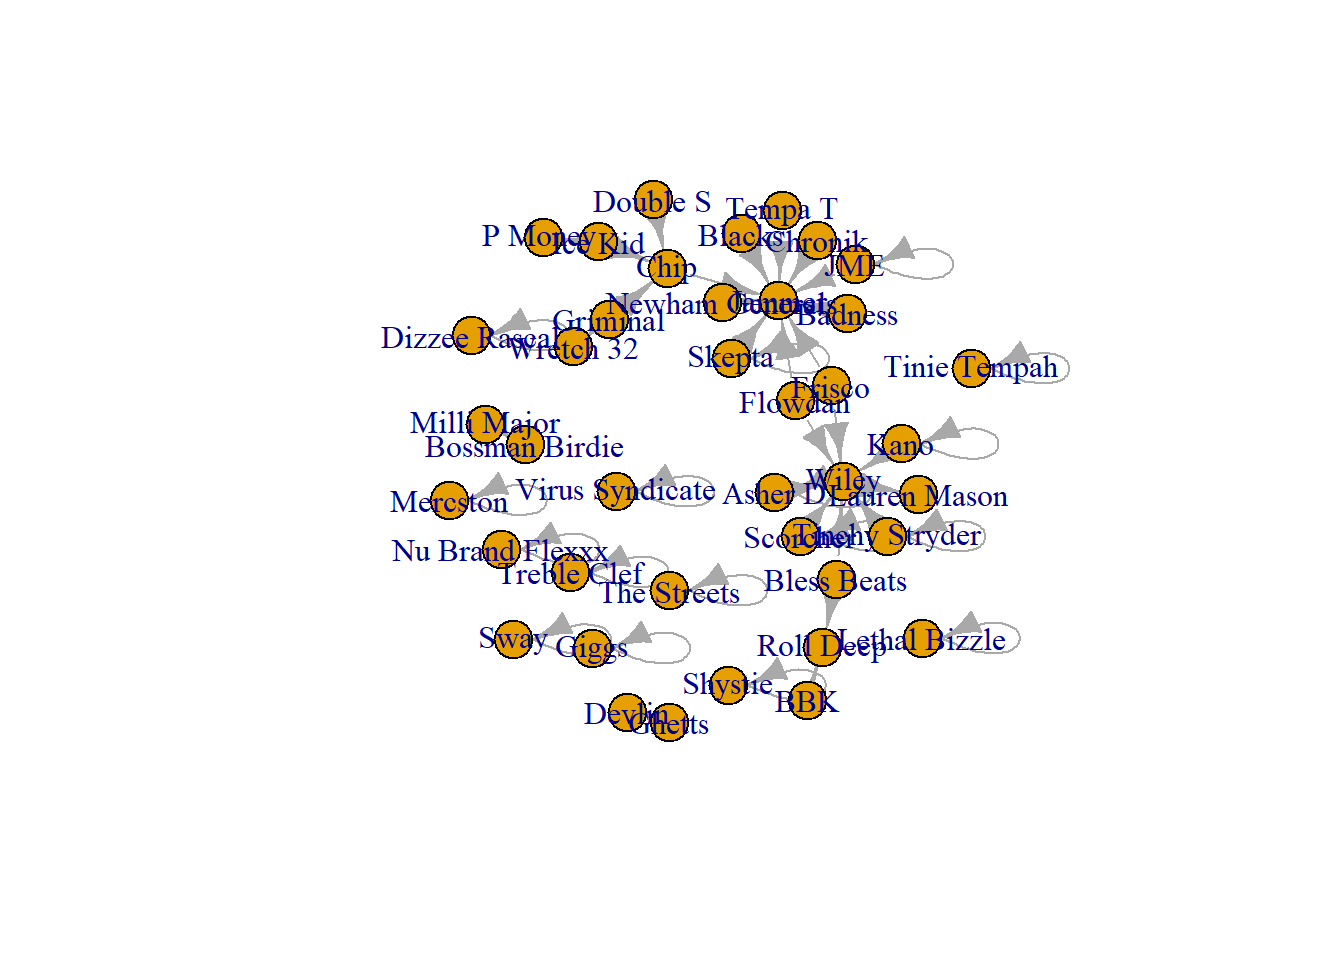 Double S
Tempa T
P Money
Ice Kid
Blacks
Chronik
Chip
JME
Newham Generals
Jammer
Badness
Griminal
Dizzee Rascal
Wretch 32
Skepta
Tinie Tempah
Frisco
Flowdan
Milli Major
Bossman Birdie
Kano
Wiley
Mercston
Virus Syndicate
Asher D
Lauren Mason
Scorcher
Tinchy Stryder
Nu Brand Flexxx
Treble Clef
The Streets
Bless Beats
Sway
Giggs
Roll Deep
Lethal Bizzle
Shystie
BBK
Devlin
Ghetts